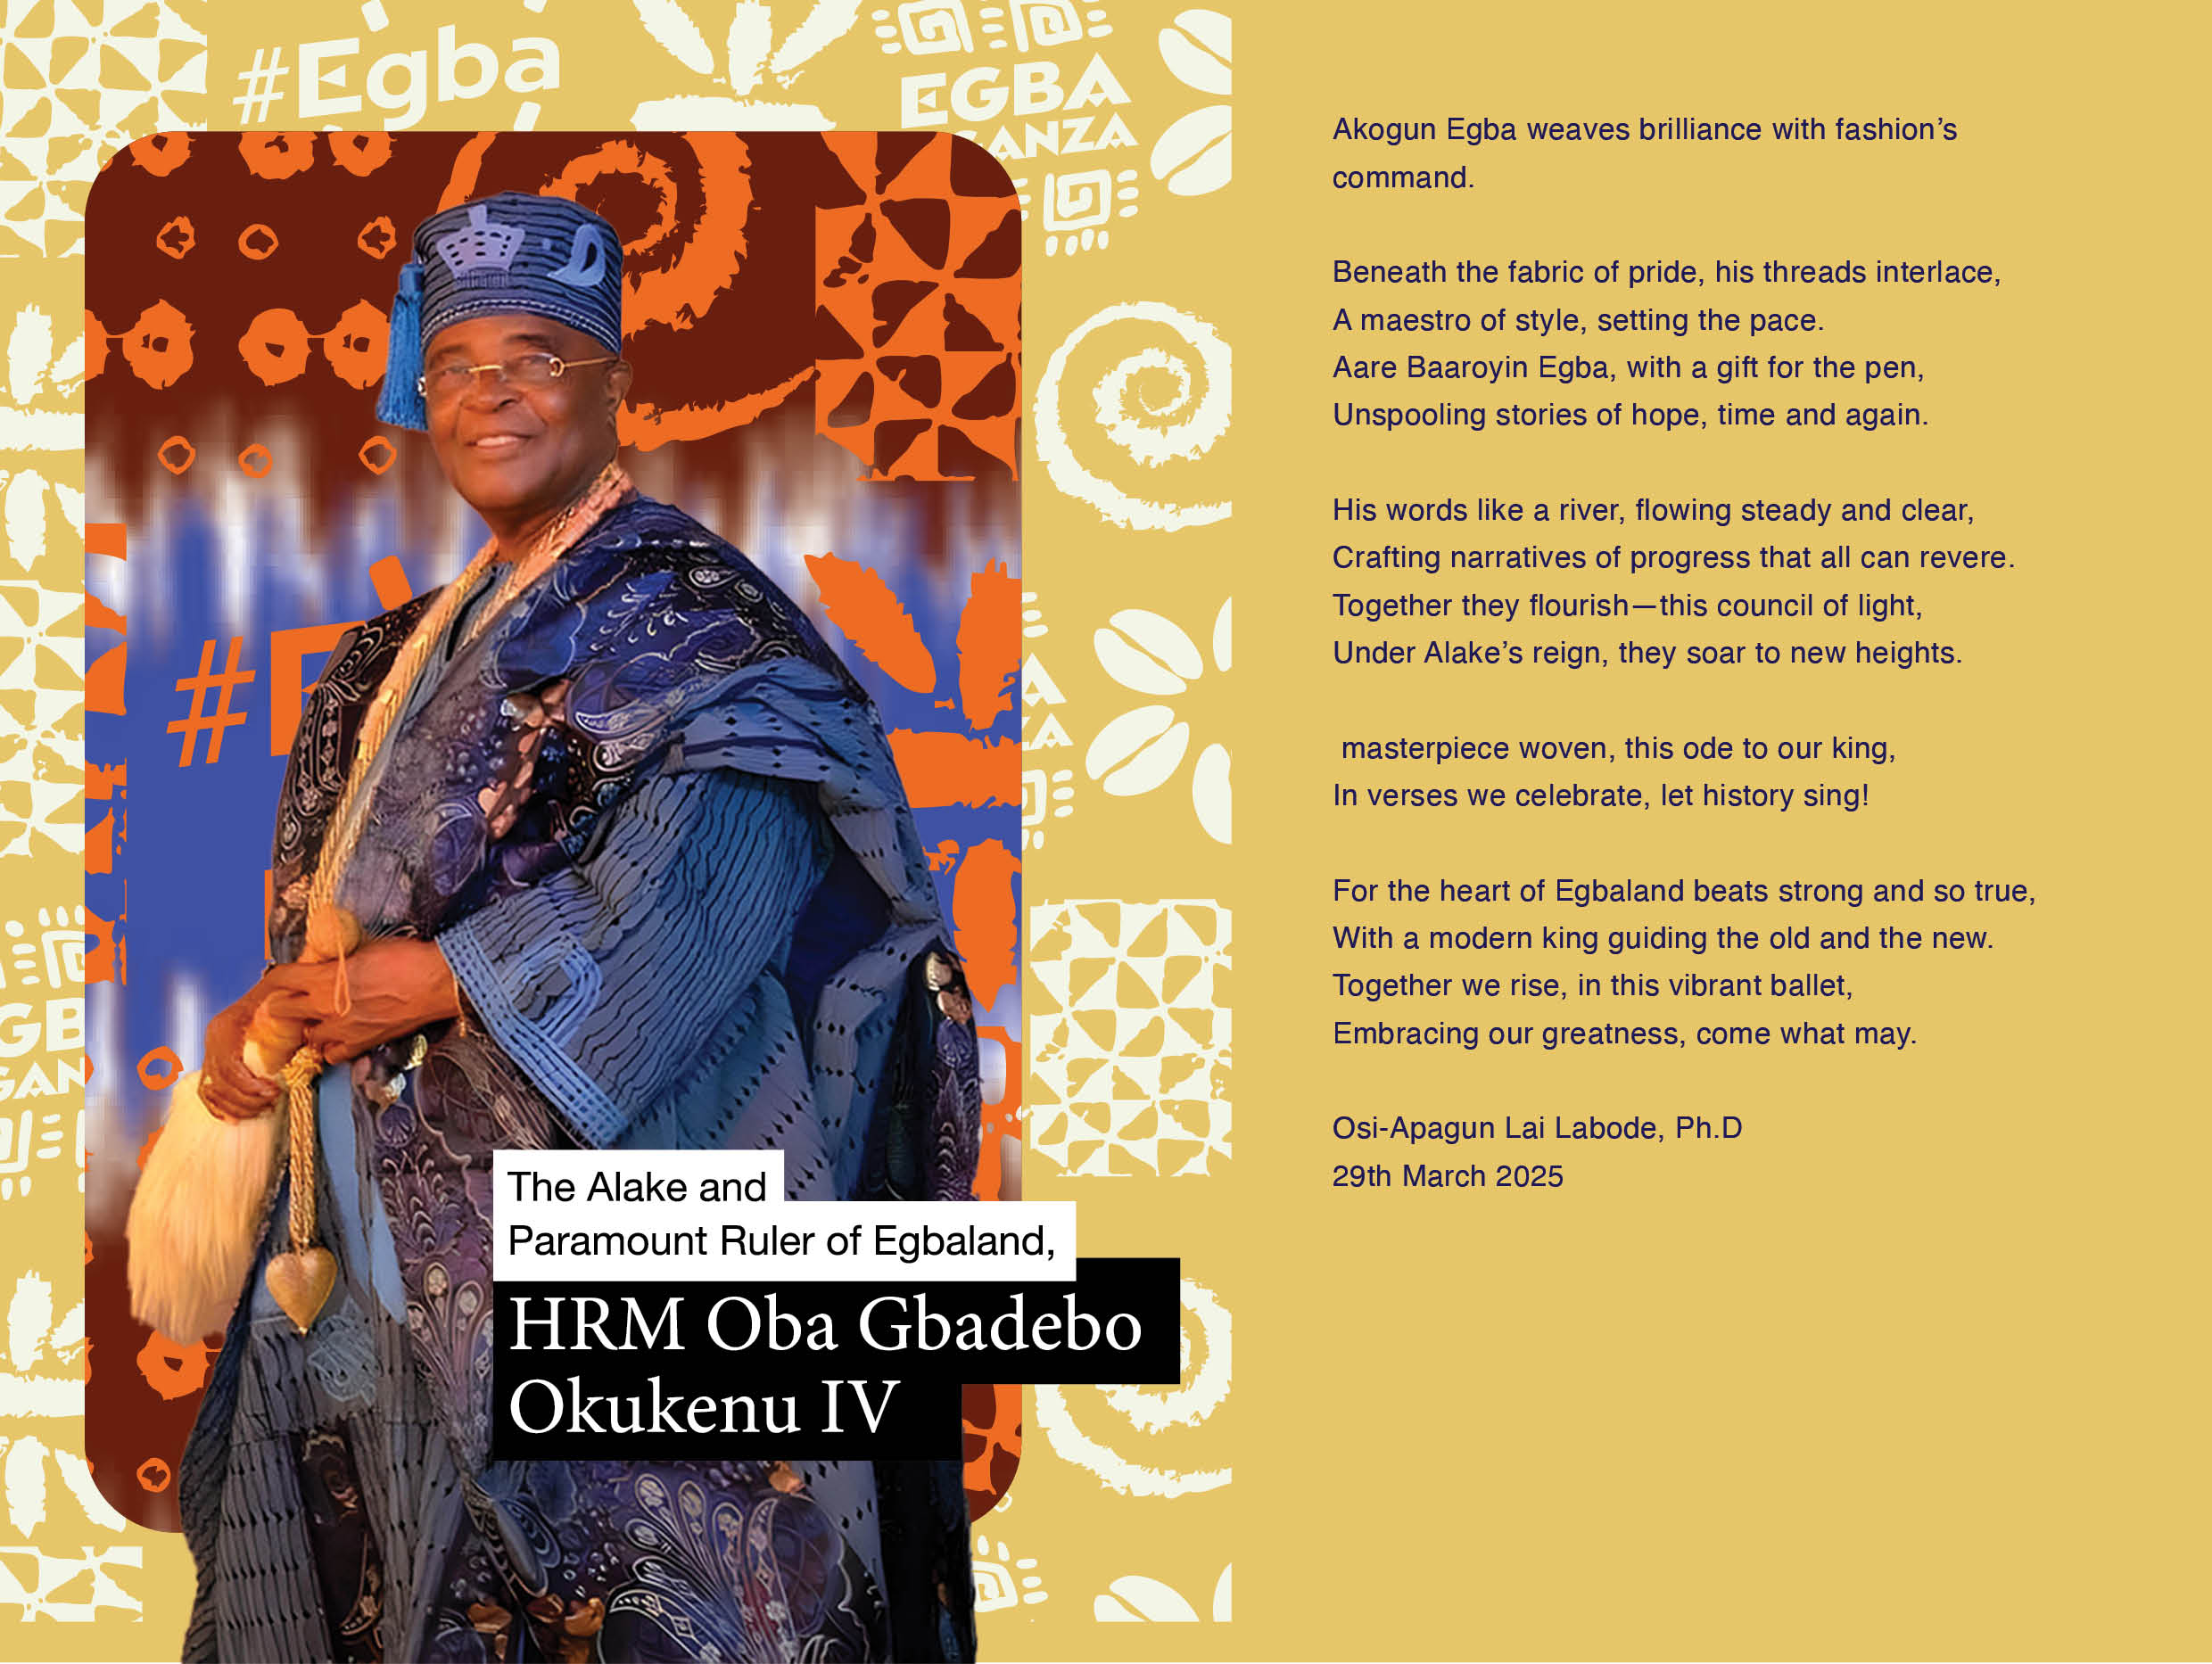 #Egba
EGBA
GANZA
#E
GB
GAN
A
ZA
The Alake and
Paramount Ruler of Egbaland,
HRM Oba Gbadebo
Okukenu IV
Akogun Egba weaves brilliance with fashion’s
command.
Beneath the fabric of pride, his threads interlace,
A maestro of style, setting the pace.
Aare Baaroyin Egba, with a gift for the pen,
Unspooling stories of hope, time and again.
His words like a river, flowing steady and clear,
Crafting narratives of progress that all can revere.
Together they flourish—this council of light,
Under Alake’s reign, they soar to new heights.
masterpiece woven, this ode to our king,
In verses we celebrate, let history sing!
For the heart of Egbaland beats strong and so true,
With a modern king guiding the old and the new.
Together we rise, in this vibrant ballet,
Embracing our greatness, come what may.
Osi-Apagun Lai Labode, Ph.D
29th March 2025